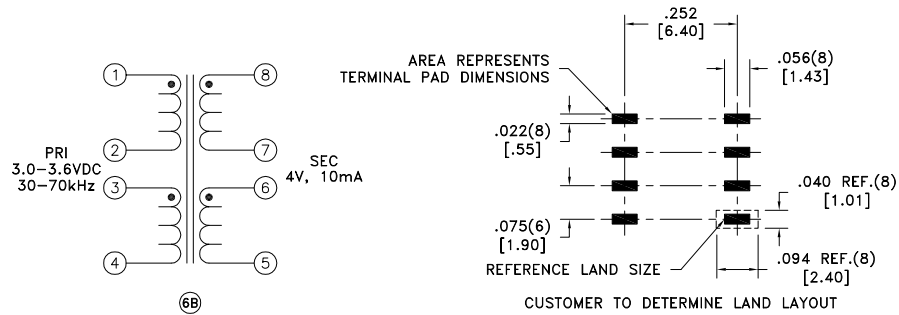 1
8
2
7
PRI
3.0-3.6VDC
30-70kHz
SEC
4V, 10mA
3
6
4
5
6B
.252
[6.40]
AREA REPRESENTS
TERMINAL PAD DIMENSIONS
.056(8)
[1.43]
.022(8)
[.55]
.040 REF.(8)
[1.01]
.075(6)
[1.90]
REFERENCE LAND SIZE
.094 REF.(8)
[2.40]
CUSTOMER TO DETERMINE LAND LAYOUT